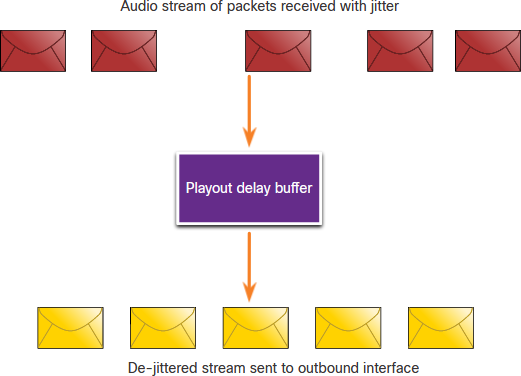 Audio stream of packets received with jitter
Playout delay buffer
De-jittered stream sent to outbound interface